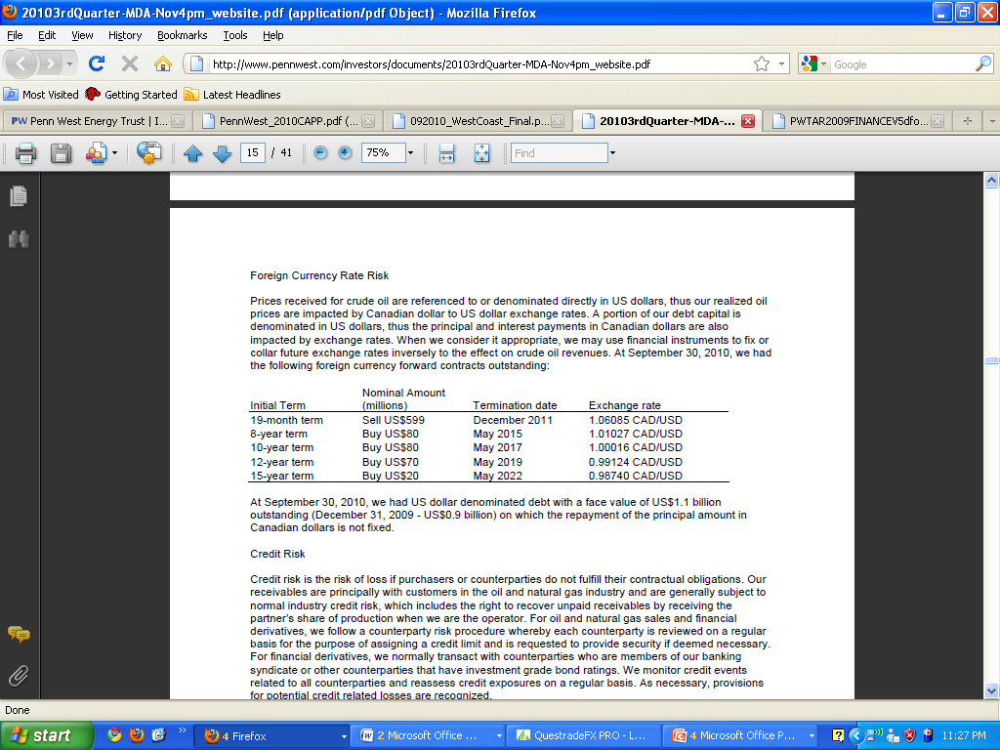 20103rdQuarter-MDA-Nov4pm_website.pdf (application/pdf Object) - Mozilla Firefox
File Edit View History Bookmarks Tools Help
http://www.pennwest.com/investors/documents/20103rdQuarter-MDA-Nov4pm_website.pdf Google
Most Visited Getting Started Latest Headlines
PW Penn West Energy Trust | I... PennWest_2010CAPP.pdf (... 092010_WestCoast_Final.p... 20103rdQuarter-MDA-... PWTAR2009FINANCEV5dfo...
15 / 41 75% Find
Foreign Currency Rate Risk
Prices received for crude oil are referenced to or denominated directly in US dollars, thus our realized oil
prices are impacted by Canadian dollar to US dollar exchange rates. A portion of our debt capital is
denominated in US dollars, thus the principal and interest payments in Canadian dollars are also
impacted by exchange rates. When we consider it appropriate, we may use financial instruments to fix or
collar future exchange rates inversely to the effect on crude oil revenues. At September 30, 2010, we had
the following foreign currency forward contracts outstanding:
Nominal Amount
Initial Term (millions) Termination date Exchange rate
19-month term Sell US$599 December 2011 1.06085 CAD/USD
8-year term Buy US$80 May 2015 1.01027 CAD/USD
10-year term Buy US$80 May 2017 1.00016 CAD/USD
12-year term Buy US$70 May 2019 0.99124 CAD/USD
15-year term Buy US$20 May 2022 0.98740 CAD/USD
At September 30, 2010, we had US dollar denominated debt with a face value of US$1.1 billion
outstanding (December 31, 2009 - US$0.9 billion) on which the repayment of the principal amount in
Canadian dollars is not fixed.
Credit Risk
Credit risk is the risk of loss if purchasers or counterparties do not fulfill their contractual obligations. Our
receivables are principally with customers in the oil and natural gas industry and are generally subject to
normal industry credit risk, which includes the right to recover unpaid receivables by receiving the
partner's share of production when we are the operator. For oil and natural gas sales and financial
derivatives, we follow a counterparty risk procedure whereby each counterparty is reviewed on a regular
basis for the purpose of assigning a credit limit and is requested to provide security if deemed necessary.
For financial derivatives, we normally transact with counterparties who are members of our banking
syndicate or other counterparties that have investment grade bond ratings. We monitor credit events
related to all counterparties and reassess credit exposures on a regular basis. As necessary, provisions
for potential credit related losses are recognized.
Done
start 4 Firefox 2 Microsoft Office ... QuestradeFX PRO - L... 4 Microsoft Office P... 11:27 PM